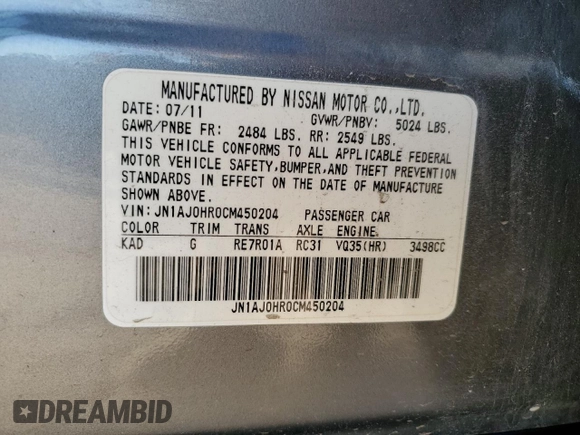 MANUFACTURED BY NISSAN MOTOR CO.,LTD.
DATE: 07/11 GVWR/PNBV: 5024 LBS.
GAWR/PNBE FR: 2484 LBS. RR: 2549 LBS.
THIS VEHICLE CONFORMS TO ALL APPLICABLE FEDERAL
MOTOR VEHICLE SAFETY,BUMPER,AND THEFT PREVENTION
STANDARDS IN EFFECT ON THE DATE OF MANUFACTURE
SHOWN ABOVE.
VIN:JN1AJ0HR0CM450204 PASSENGER CAR
COLOR TRIM TRANS AXLE ENGINE
KAD G RE7R01A RC31 VQ35(HR) 3498CC
JN1AJ0HR0CM450204
DREAMBID